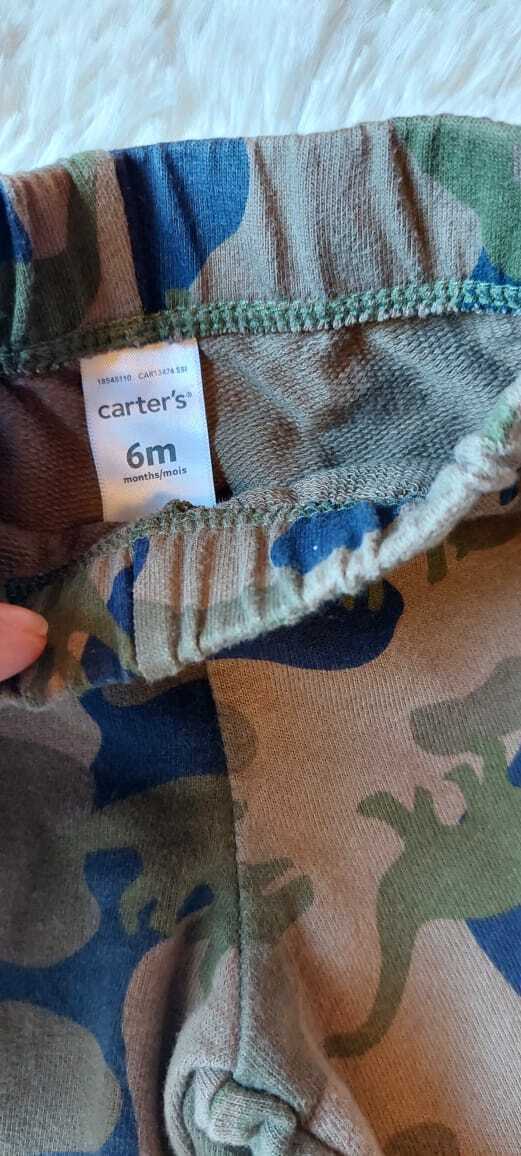 18548110 CAR13474 SSI
carter's®
6m
months/mois